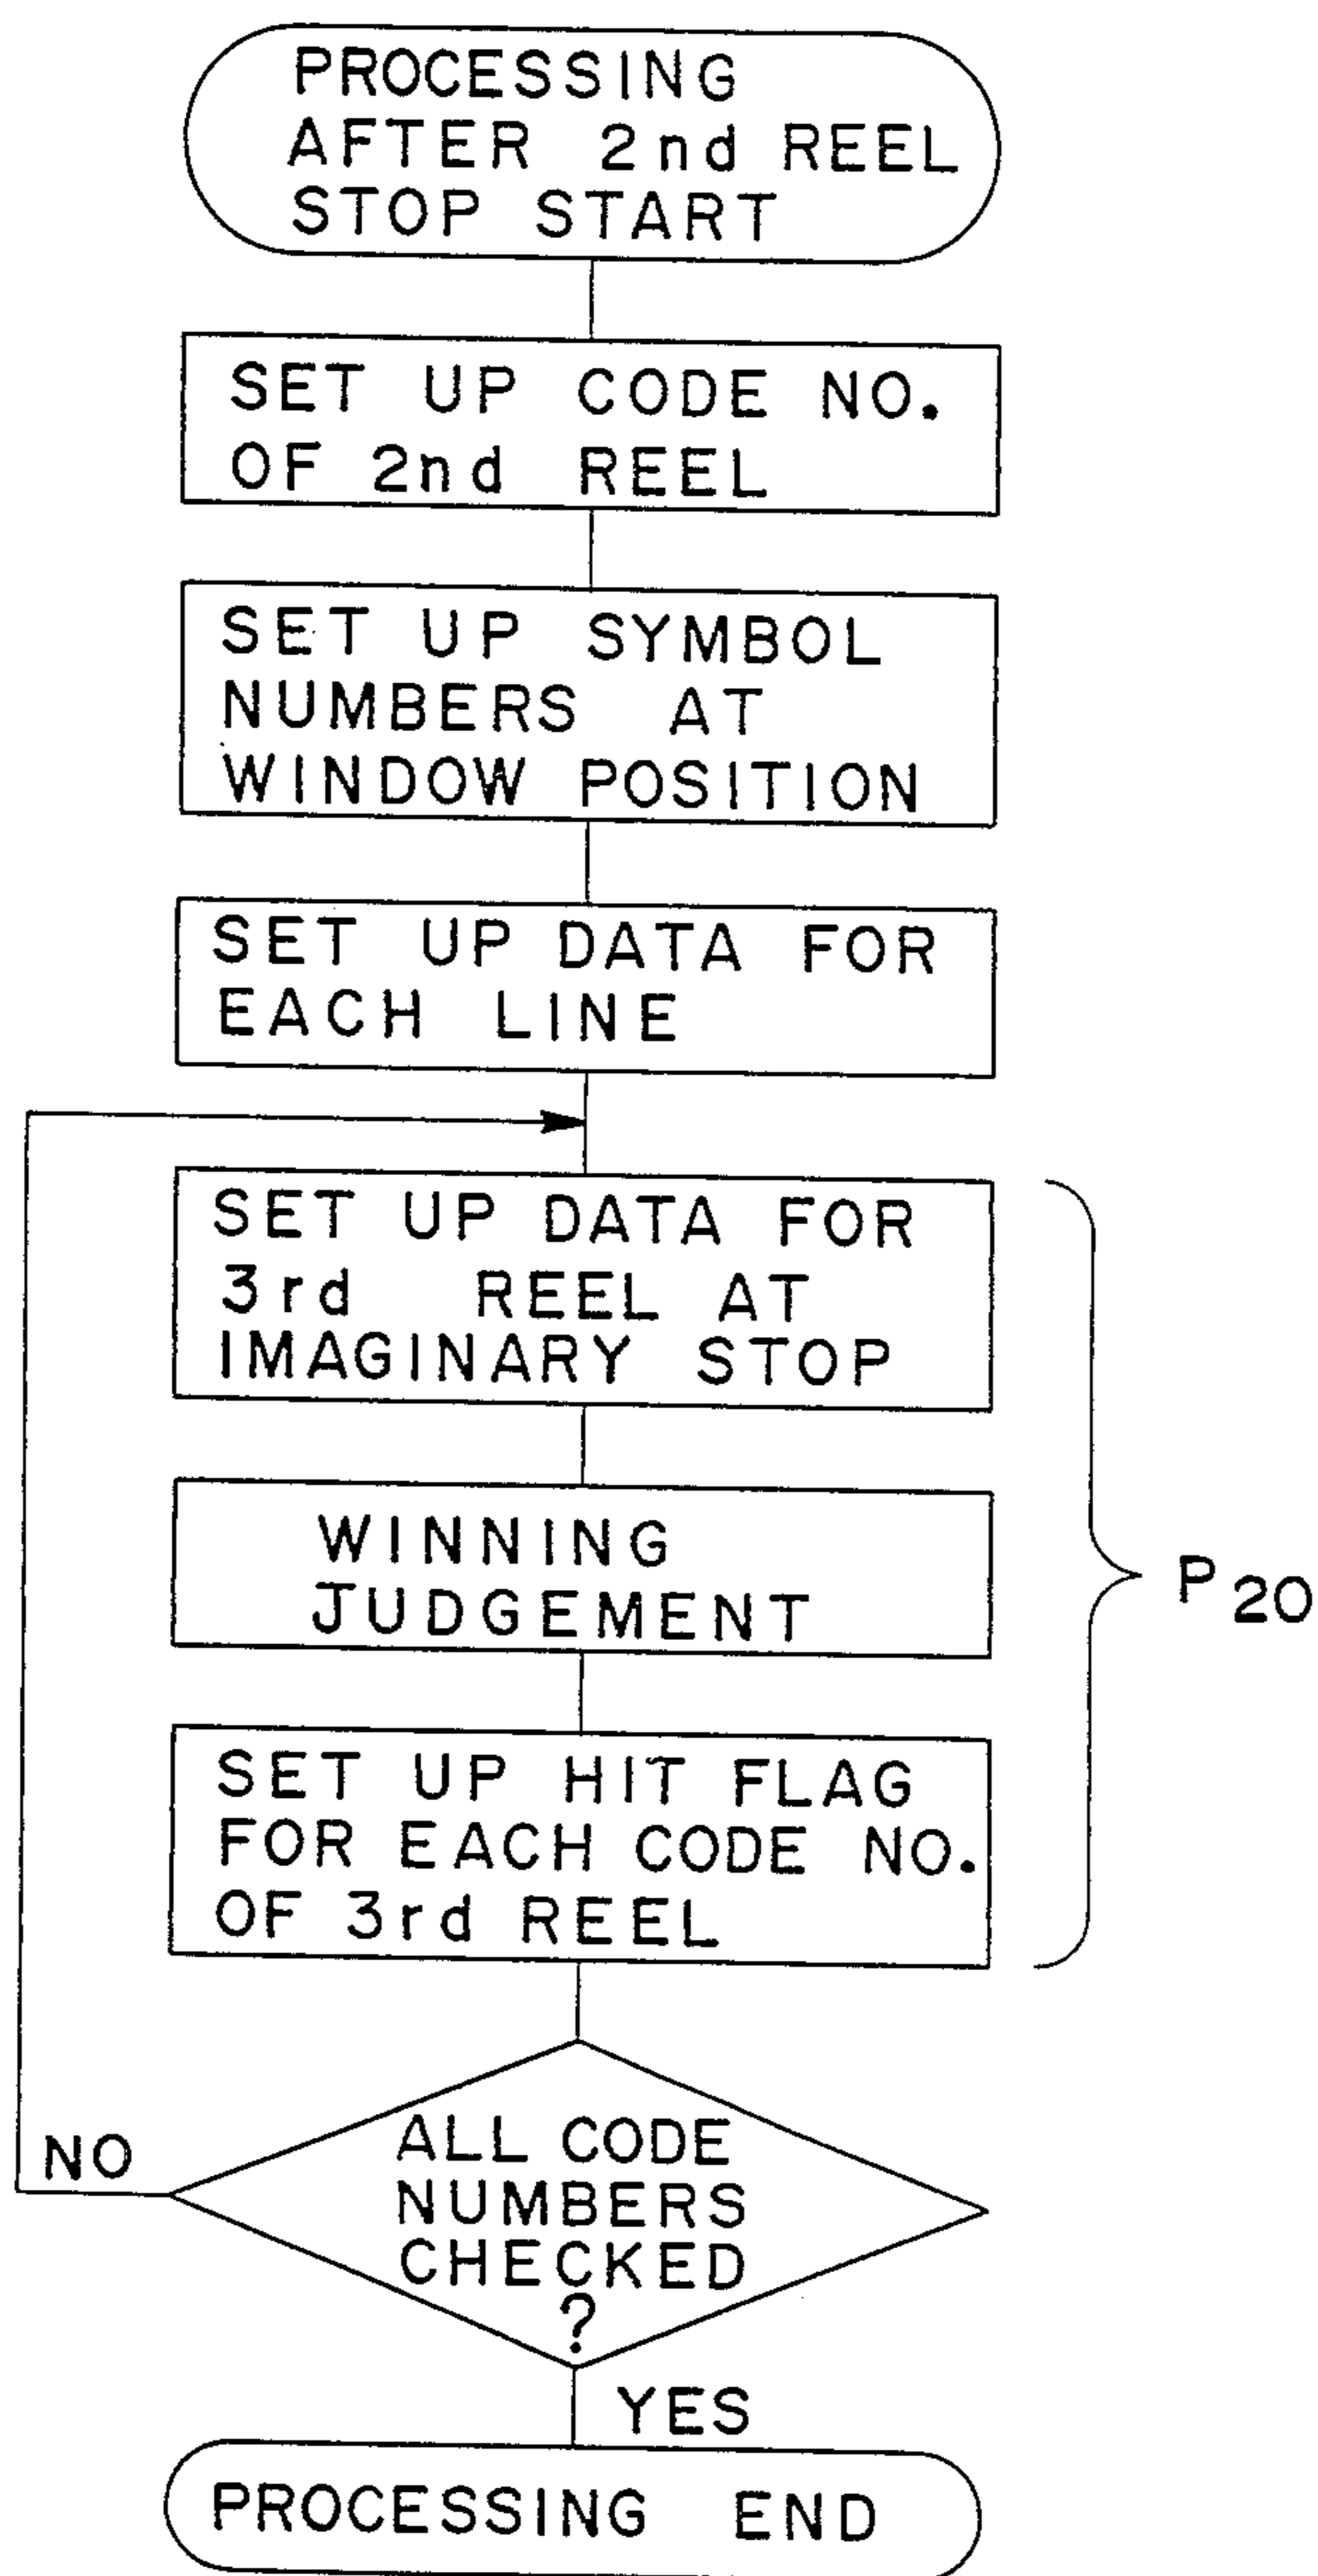 PROCESSING
AFTER 2nd REEL
STOP START
SET UP CODE NO.
OF 2nd REEL
SET UP SYMBOL
NUMBERS AT
WINDOW POSITION
SET UP DATA FOR
EACH LINE
SET UP DATA FOR
3rd REEL AT
IMAGINARY STOP
WINNING
JUDGEMENT
P20
SET UP HIT FLAG
FOR EACH CODE NO.
OF 3rd REEL
ALL CODE
NUMBERS
CHECKED
?
NO
YES
PROCESSING END